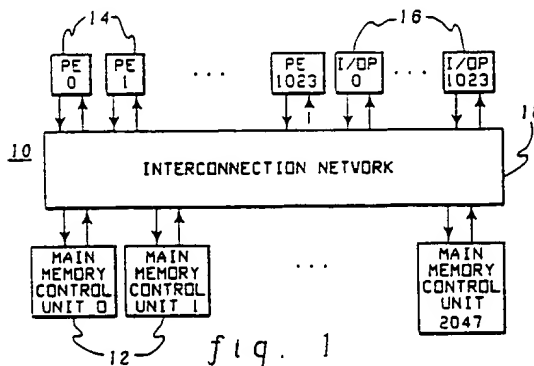 14
16
PE 0
PE 1
...
PE 1023
I/OP 0
...
I/OP 1023
10
INTERCONNECTION NETWORK
MAIN MEMORY CONTROL UNIT 0
MAIN MEMORY CONTROL UNIT 1
...
MAIN MEMORY CONTROL UNIT 2047
12
fig. 1